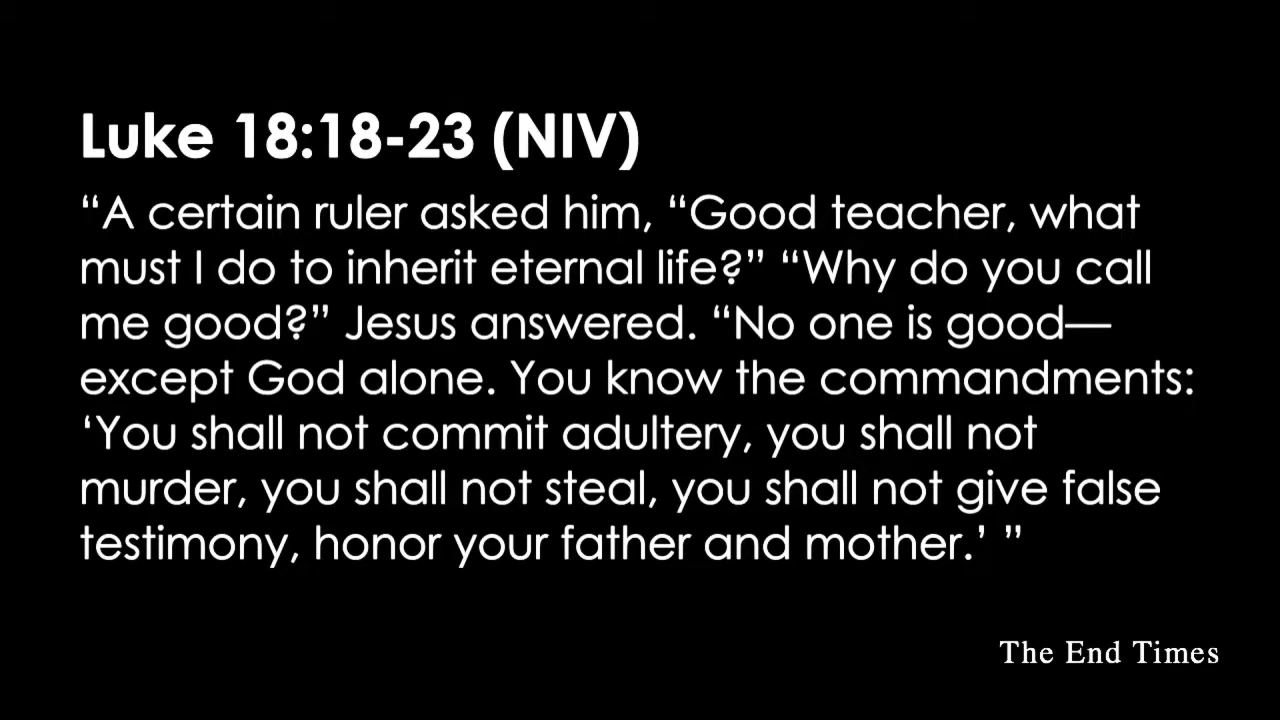 Luke 18:18-23 (NIV)
“A certain ruler asked him, “Good teacher, what
must I do to inherit eternal life?” “Why do you call
me good?” Jesus answered. “No one is good—
except God alone. You know the commandments:
‘You shall not commit adultery, you shall not
murder, you shall not steal, you shall not give false
testimony, honor your father and mother.’ ”
The End Times